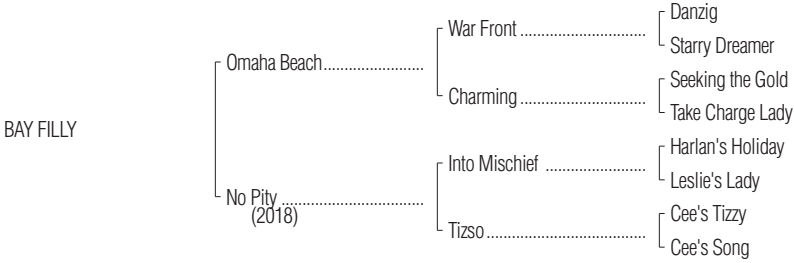 Danzig
War Front ..............................
Starry Dreamer
Omaha Beach........................
Seeking the Gold
Charming ..............................
Take Charge Lady
BAY FILLY
Harlan's Holiday
Into Mischief ........................
Leslie's Lady
No Pity ..................................
(2018)
Cee's Tizzy
Tizso ......................................
Cee's Song